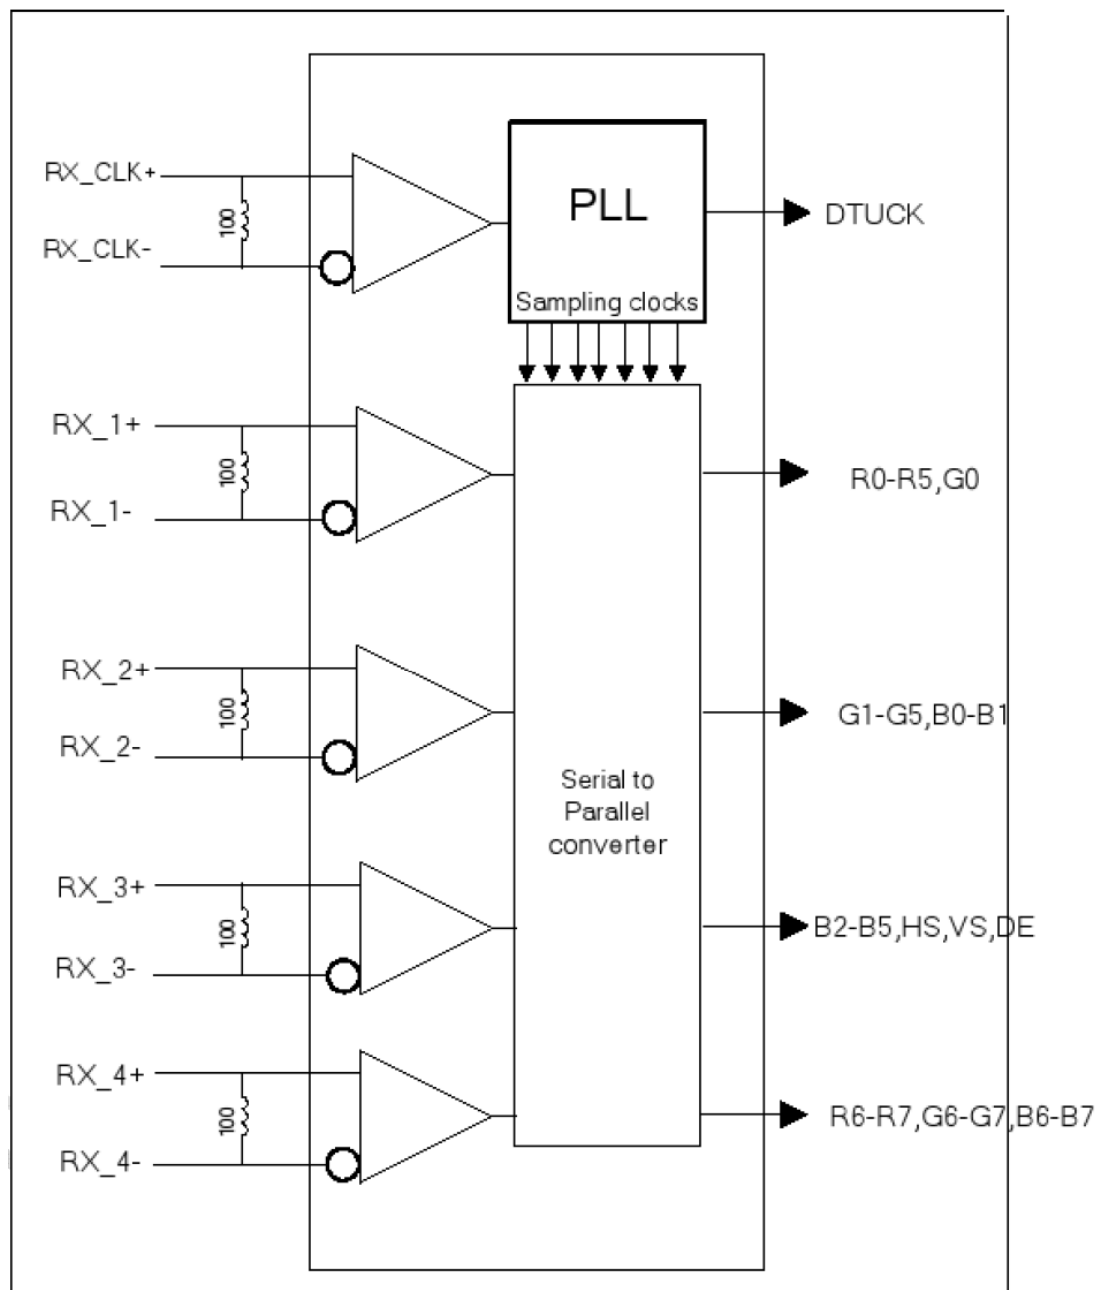 RX_CLK+
100
RX_CLK-
PLL
Sampling clocks
DTUCK
RX_1+
100
RX_1-
R0-R5,G0
RX_2+
100
RX_2-
G1-G5,B0-B1
Serial to
Parallel
converter
RX_3+
100
RX_3-
B2-B5,HS,VS,DE
RX_4+
100
RX_4-
R6-R7,G6-G7,B6-B7